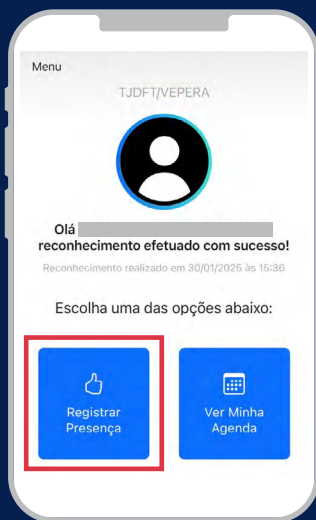 Menu
TJDFT/VEPERA
Olá
reconhecimento efetuado com sucesso!
Reconhecimento realizado em 30/01/2025 às 15:36
Escolha uma das opções abaixo:
Registrar
Presença
Ver Minha
Agenda